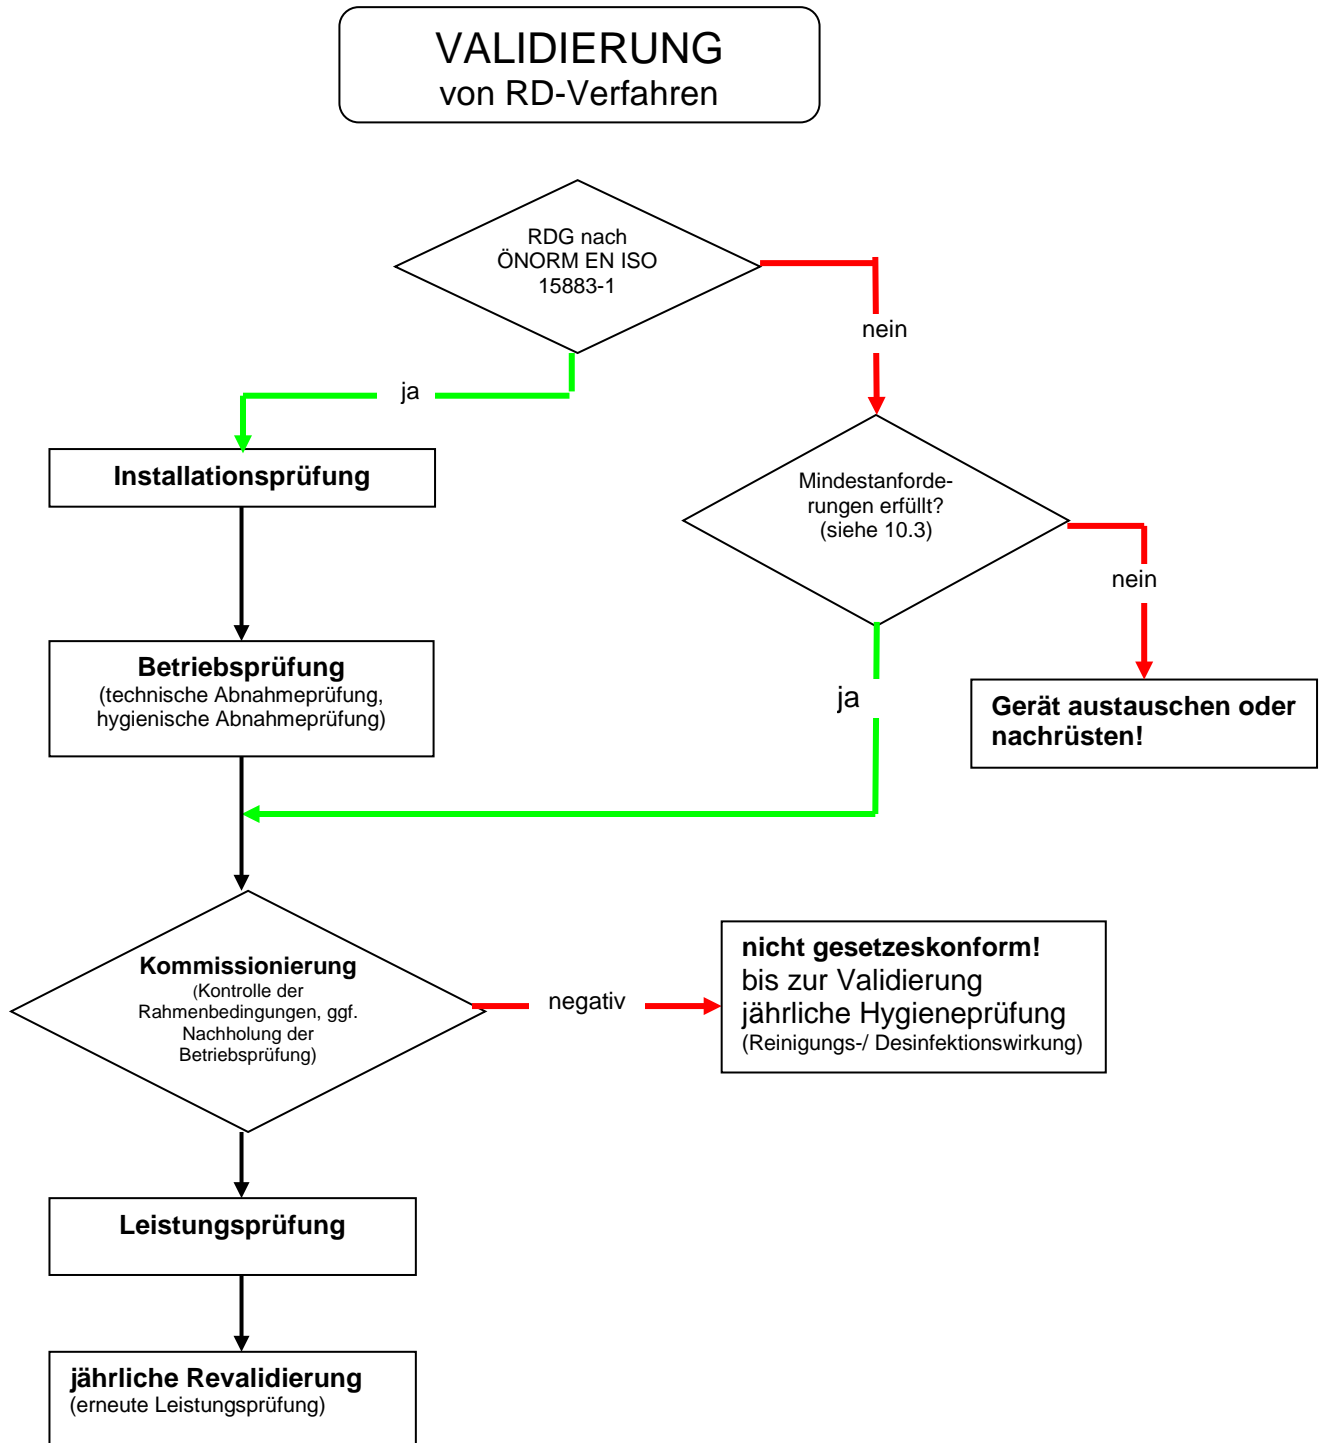 VALIDIERUNG
von RD-Verfahren
RDG nach
ÖNORM EN ISO
15883-1
nein
ja
Installationsprüfung
Mindestanforde-
rungen erfüllt?
(siehe 10.3)
nein
Betriebsprüfung
(technische Abnahmeprüfung,
hygienische Abnahmeprüfung)
ja
Gerät austauschen oder
nachrüsten!
Kommissionierung
(Kontrolle der
Rahmenbedingungen, ggf.
Nachholung der
Betriebsprüfung)
negativ
nicht gesetzeskonform!
bis zur Validierung
jährliche Hygieneprüfung
(Reinigungs-/ Desinfektionswirkung)
Leistungsprüfung
jährliche Revalidierung
(erneute Leistungsprüfung)